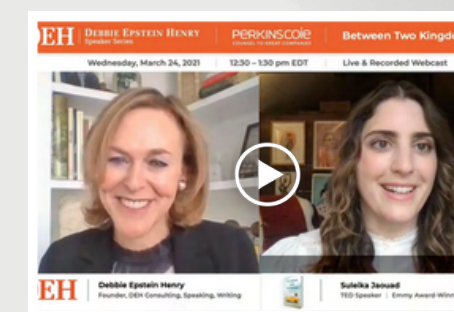 DEH DEBBIE EPSTEIN HENRY
Speaker Series
PERKINSCOIE
COUNSEL TO GREAT COMPANIES
Between Two Kingdo
Wednesday, March 24, 2021 12:30 – 1:30 pm EDT Live & Recorded Webcast
DEH Debbie Epstein Henry
Founder, DEH Consulting, Speaking, Writing
Suleika Jaouad
TED Speaker | Emmy Award-Winn